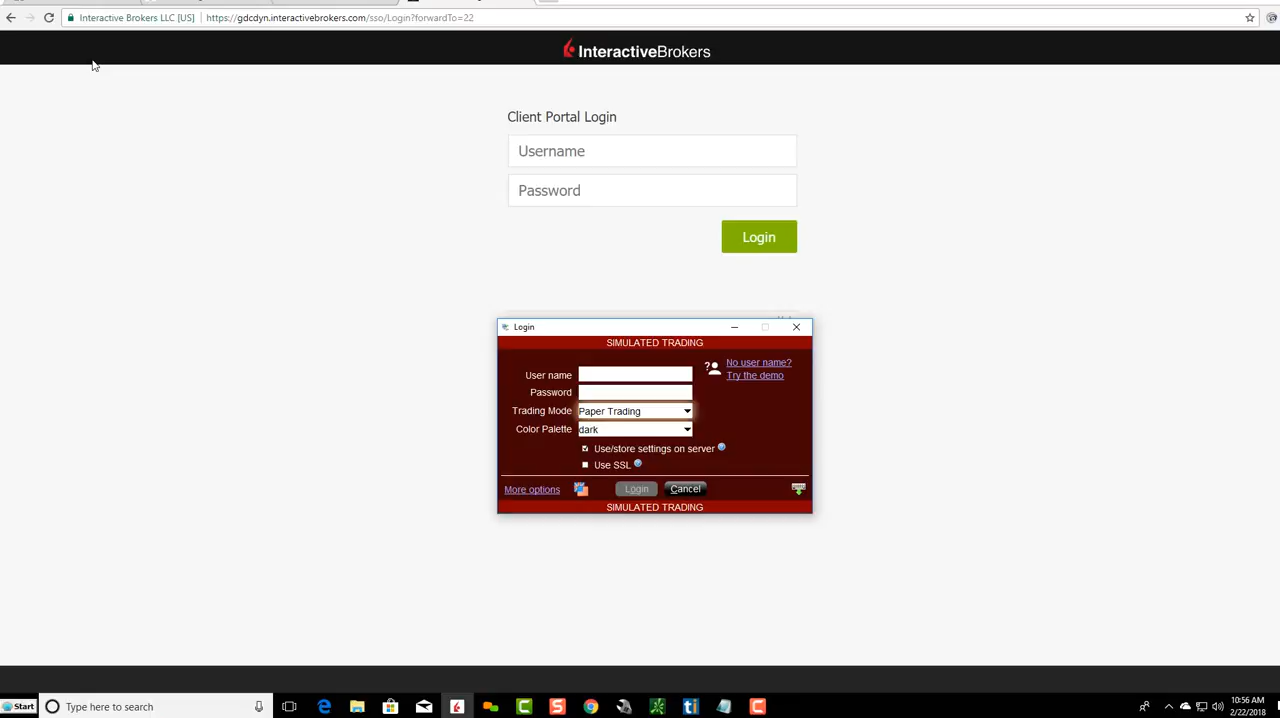 Interactive Brokers LLC [US]
https://gdcdyn.interactivebrokers.com/sso/Login?forwardTo=22
InteractiveBrokers
Client Portal Login
Username
Password
Login
Login
SIMULATED TRADING
User name
No user name?
Try the demo
Password
Trading Mode
Paper Trading
Color Palette
dark
Use/store settings on server
Use SSL
More options
Login
Cancel
SIMULATED TRADING
Start
Type here to search
10:56 AM
2/22/2018